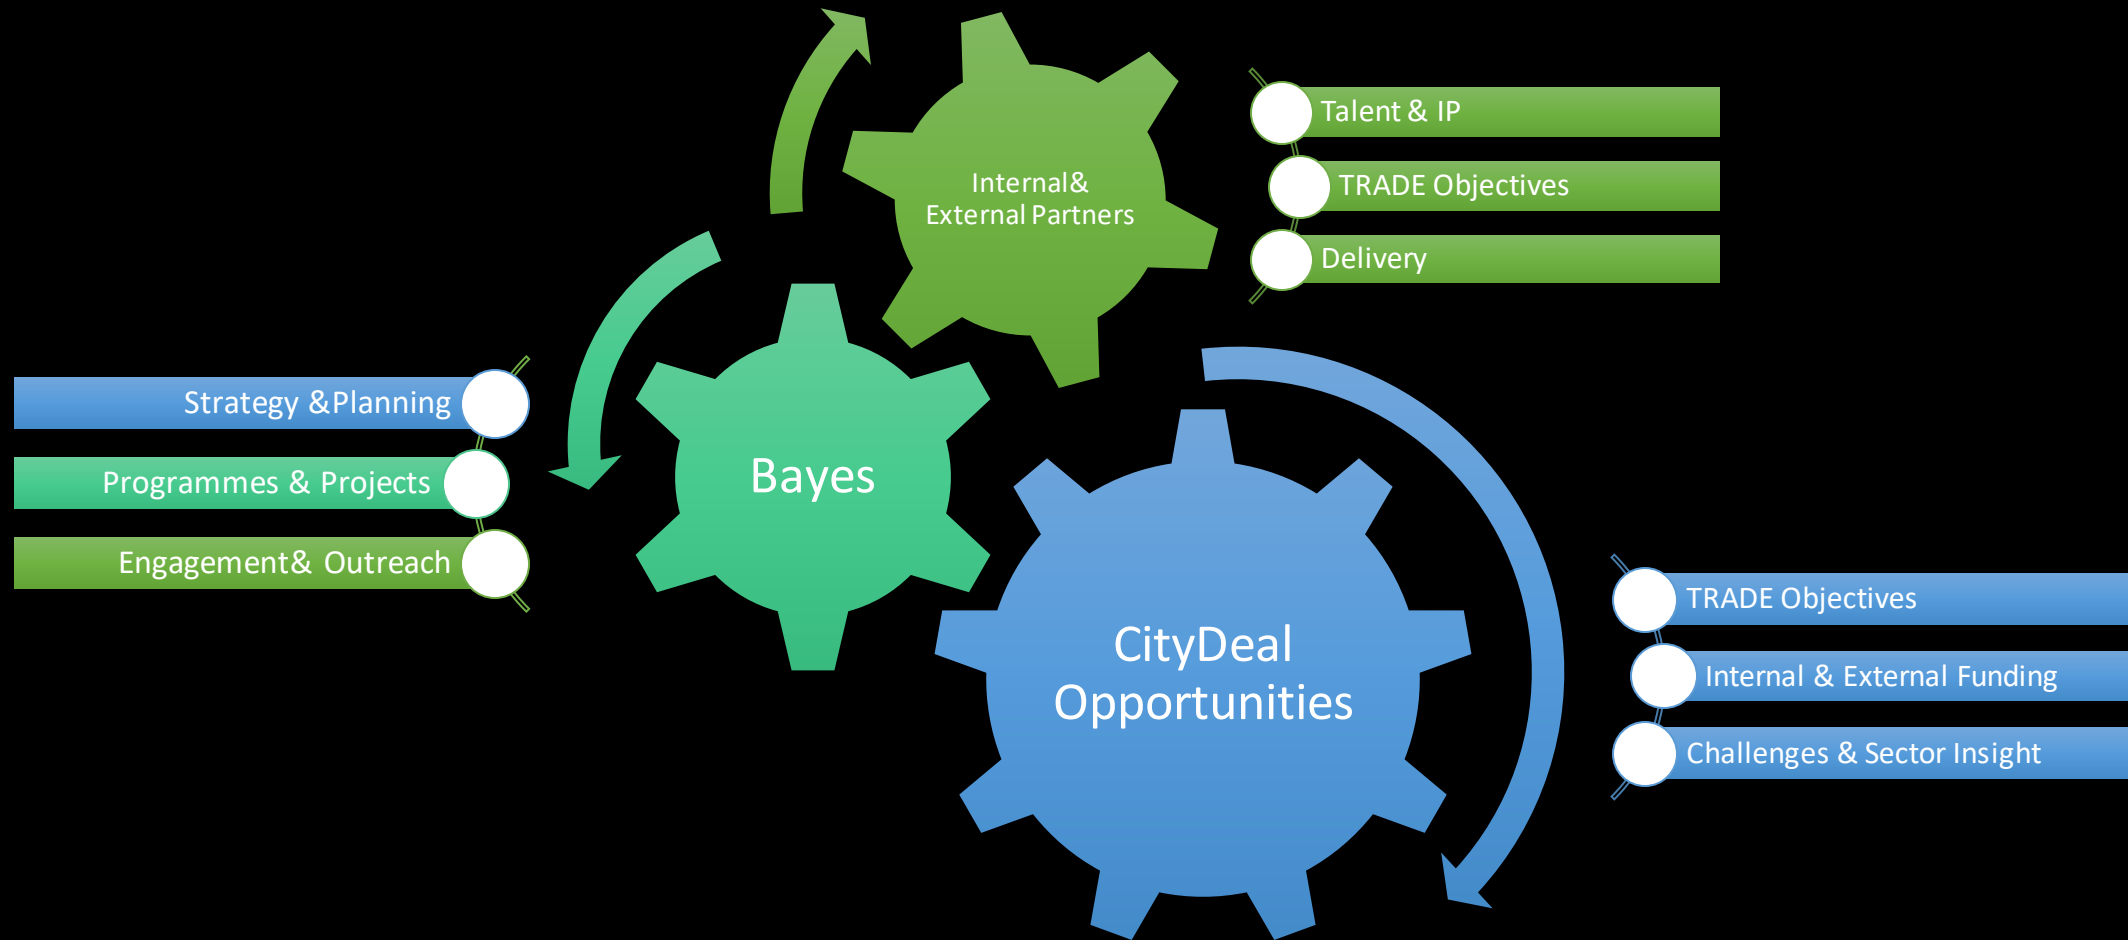 Internal&
External Partners
Talent & IP
TRADE Objectives
Delivery
Strategy &Planning
Programmes & Projects
Engagement& Outreach
Bayes
CityDeal
Opportunities
TRADE Objectives
Internal & External Funding
Challenges & Sector Insight